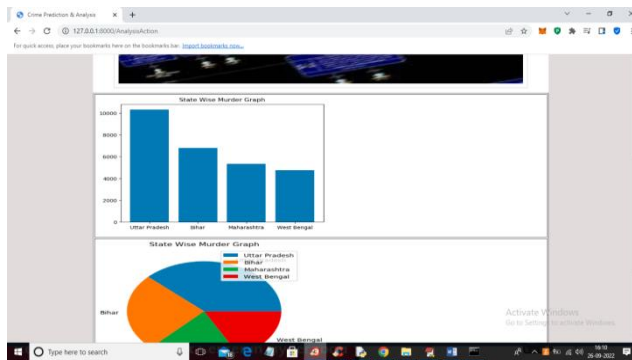 Crime Prediction & Analysis
127.0.0.1:8000/AnalysisAction
For quick access, place your bookmarks here on the bookmarks bar. Import bookmarks now...
State Wise Murder Graph
10000
8000
6000
4000
2000
0
Uttar Pradesh Bihar Maharashtra West Bengal
State Wise Murder Graph
Uttar Pradesh
Bihar
Maharashtra
West Bengal
Bihar
West Bengal
Activate Windows
Go to Settings to activate Windows.
Type here to search
16:10
26-09-2022